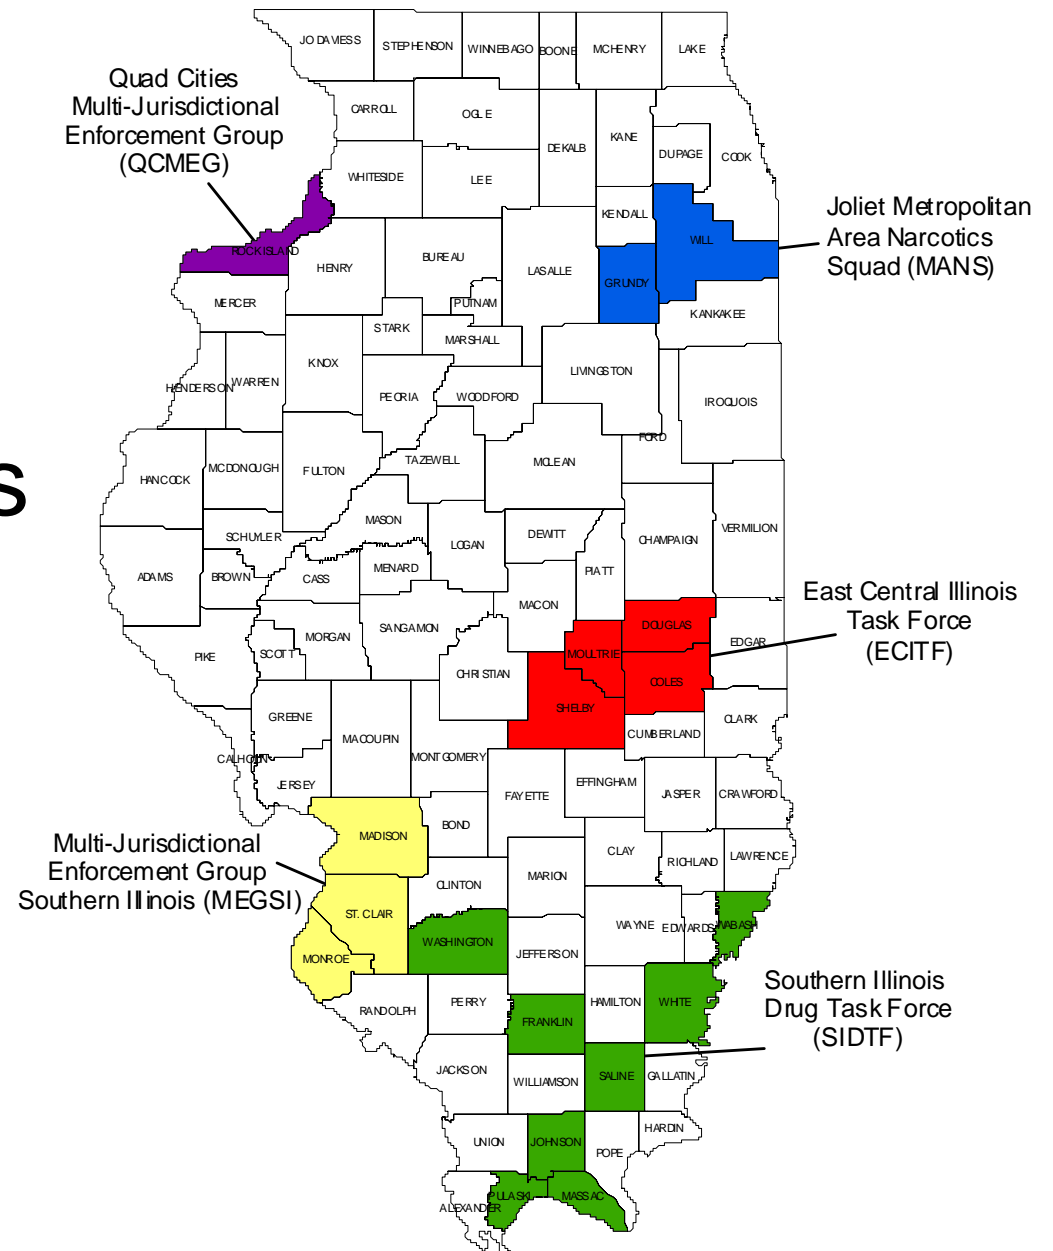 JO DAVIESS
STEPHENSON
WINNEBAGO
BOONE
MCHENRY
LAKE
Quad Cities
Multi-Jurisdictional
Enforcement Group
(QCMEG)
CARROLL
OGLE
DEKALB
KANE
DUPAGE
COOK
WHITESIDE
LEE
KENDALL
Joliet Metropolitan
Area Narcotics
Squad (MANS)
ROCK ISLAND
HENRY
BUREAU
LASALLE
WILL
GRUNDY
MERCER
PUTNAM
KANKAKEE
STARK
MARSHALL
KNOX
LIVINGSTON
HENDERSON
WARREN
PEORIA
WOODFORD
IROQUOIS
FORD
s
HANCOCK
MCDONOUGH
FULTON
TAZEWELL
MCLEAN
MASON
LOGAN
DEWITT
CHAMPAIGN
VERMILION
SCHUYLER
ADAMS
BROWN
CASS
MENARD
PIATT
MACON
East Central Illinois
Task Force
(ECITF)
PIKE
SCOTT
MORGAN
SANGAMON
CHRISTIAN
MOULTRIE
DOUGLAS
EDGAR
COLES
SHELBY
GREENE
MACOUPIN
CUMBERLAND
CLARK
CALHOUN
JERSEY
MONTGOMERY
FAYETTE
EFFINGHAM
JASPER
CRAWFORD
Multi-Jurisdictional
Enforcement Group
Southern Illinois (MEGSI)
MADISON
BOND
CLAY
RICHLAND
LAWRENCE
CLINTON
MARION
ST. CLAIR
WAYNE
EDWARDS
WABASH
MONROE
WASHINGTON
JEFFERSON
Southern Illinois
Drug Task Force
(SIDTF)
RANDOLPH
PERRY
FRANKLIN
HAMILTON
WHITE
JACKSON
WILLIAMSON
SALINE
GALLATIN
UNION
JOHNSON
POPE
HARDIN
ALEXANDER
PULASKI
MASSAC